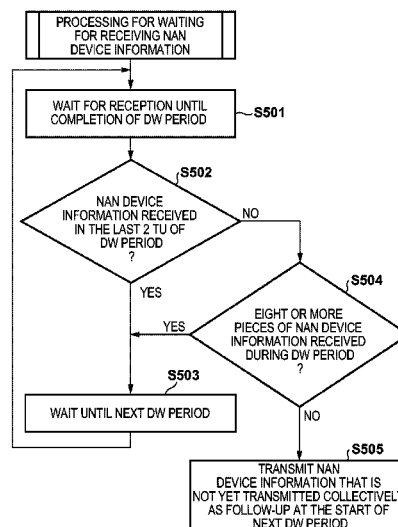 PROCESSING FOR WAITING
FOR RECEIVING NAN
DEVICE INFORMATION
WAIT FOR RECEPTION UNTIL
COMPLETION OF DW PERIOD
S501
S502
NAN DEVICE
INFORMATION RECEIVED
IN THE LAST 2 TU OF
DW PERIOD
?
NO
YES
S504
EIGHT OR MORE
PIECES OF NAN DEVICE
INFORMATION RECEIVED
DURING DW PERIOD
?
YES
NO
S503
WAIT UNTIL NEXT DW PERIOD
S505
TRANSMIT NAN
DEVICE INFORMATION THAT IS
NOT YET TRANSMITTED COLLECTIVELY
AS FOLLOW-UP AT THE START OF
NEXT DW PERIOD